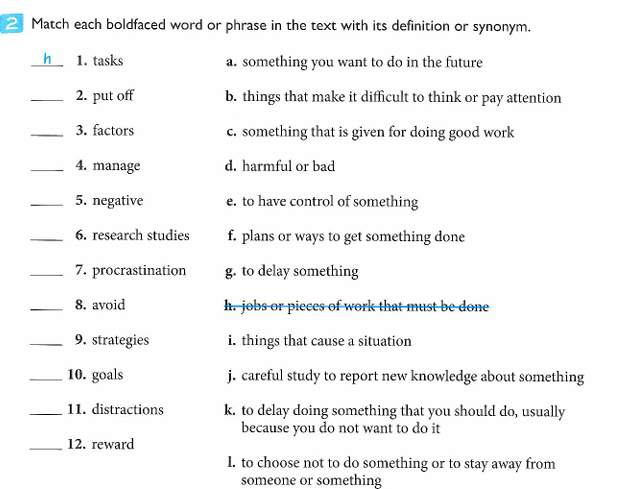 2 Match each boldfaced word or phrase in the text with its definition or synonym.
h 1. tasks
a. something you want to do in the future
2. put off
b. things that make it difficult to think or pay attention
3. factors
c. something that is given for doing good work
4. manage
d. harmful or bad
5. negative
e. to have control of something
6. research studies
f. plans or ways to get something done
7. procrastination
g. to delay something
8. avoid
h. jobs or pieces of work that must be done
9. strategies
i. things that cause a situation
10. goals
j. careful study to report new knowledge about something
11. distractions
k. to delay doing something that you should do, usually
because you do not want to do it
12. reward
l. to choose not to do something or to stay away from
someone or something